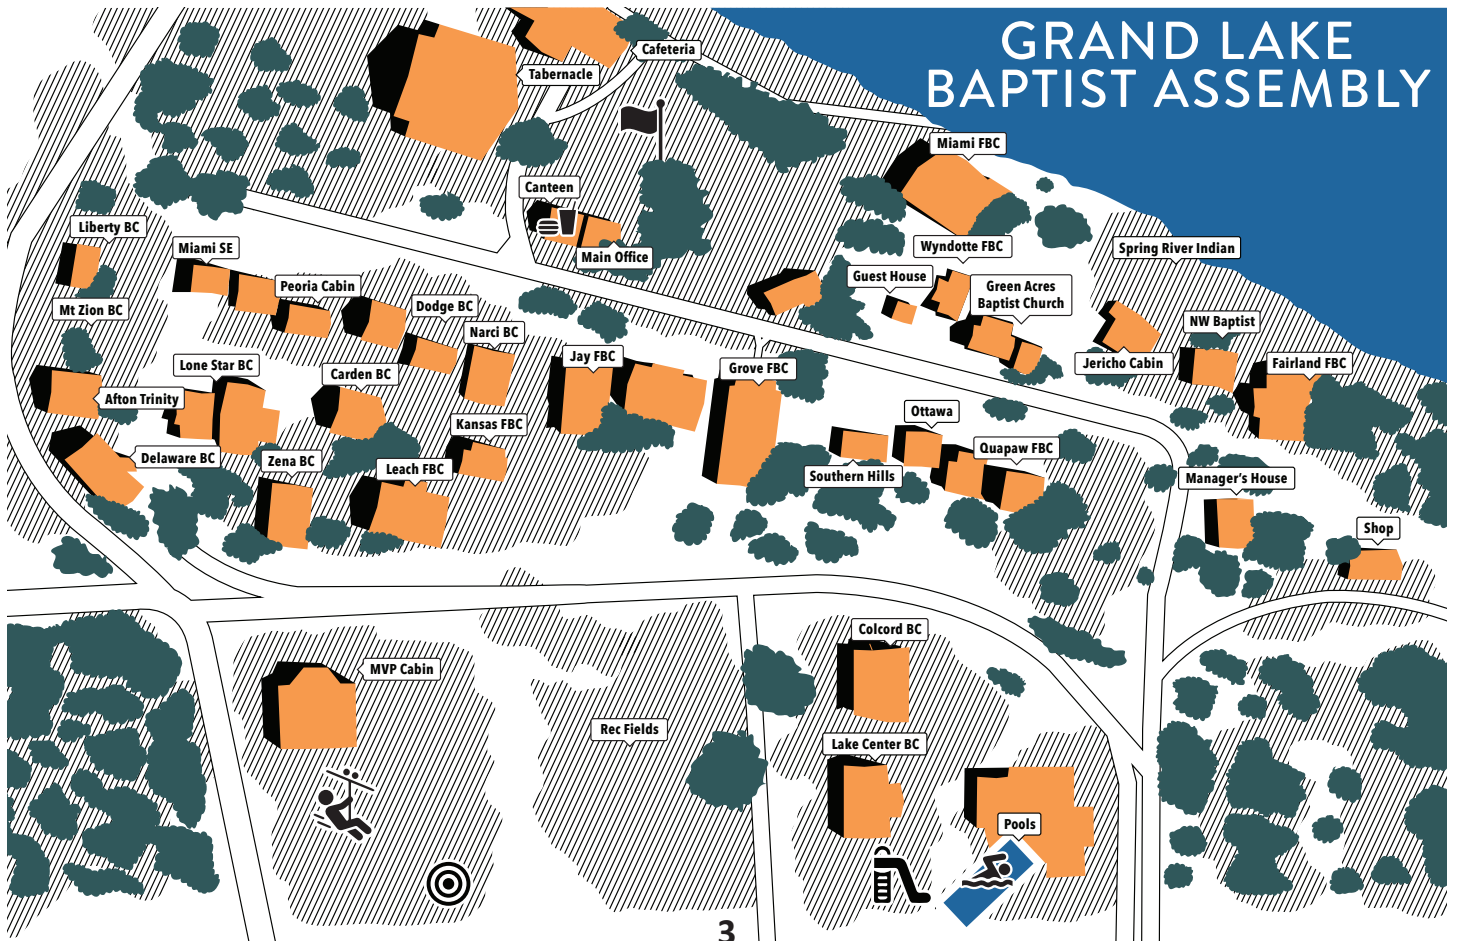 GRAND LAKE
BAPTIST ASSEMBLY
Cafeteria
Tabernacle
Miami FBC
Canteen
Liberty BC
Miami SE
Main Office
Wyndotte FBC
Spring River Indian
Guest House
Green Acres
Baptist Church
Peoria Cabin
Dodge BC
Mt Zion BC
Narci BC
NW Baptist
Jay FBC
Jericho Cabin
Fairland FBC
Lone Star BC
Carden BC
Grove FBC
Afton Trinity
Ottawa
Kansas FBC
Quapaw FBC
Delaware BC
Zena BC
Leach FBC
Southern Hills
Manager's House
Shop
Colcord BC
MVP Cabin
Rec Fields
Lake Center BC
Pools
3